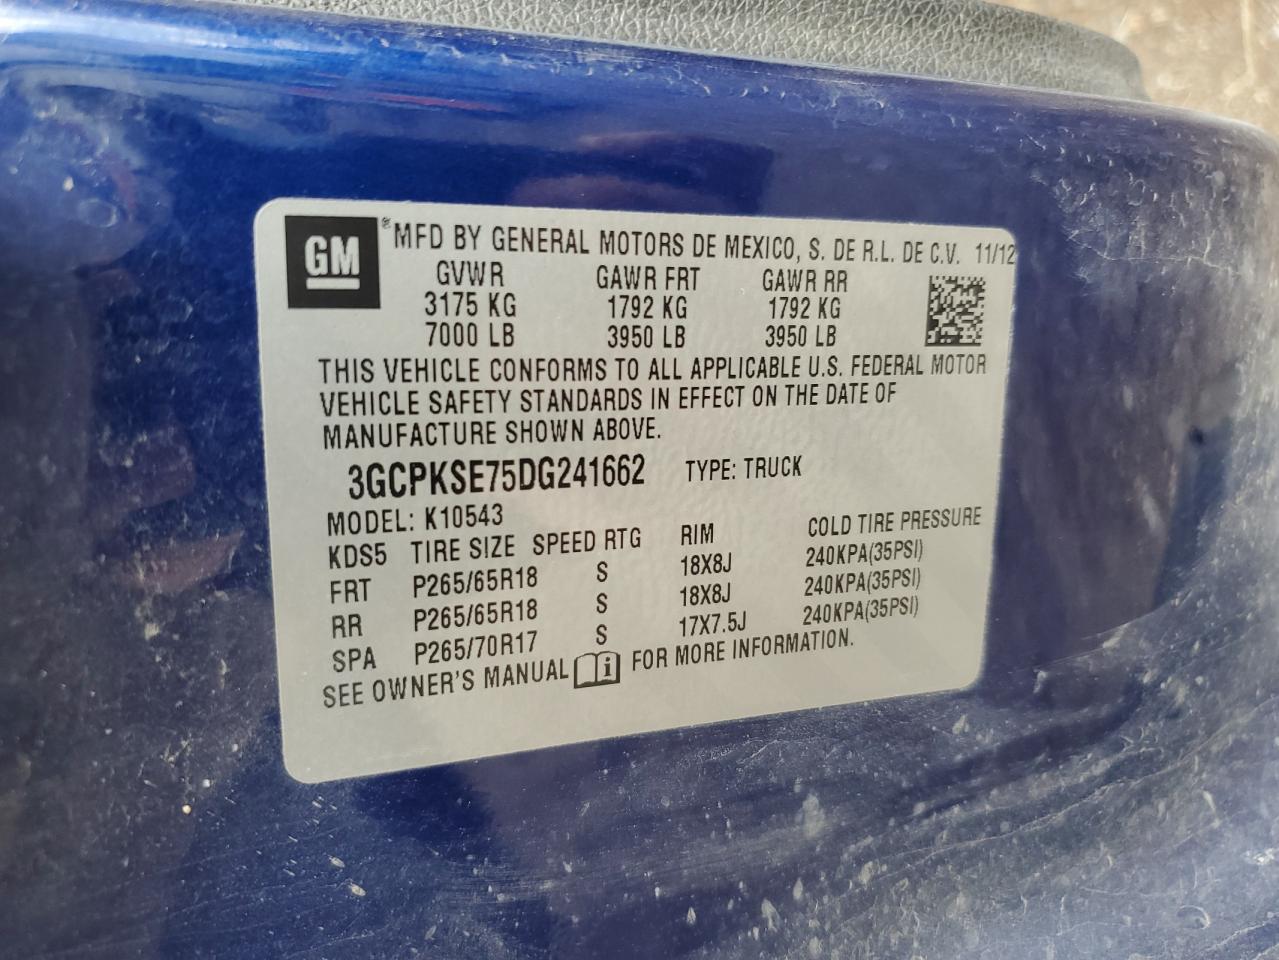 GM ® MFD BY GENERAL MOTORS DE MEXICO, S. DE R.L. DE C.V. 11/12
GVWR GAWR FRT GAWR RR
3175 KG 1792 KG 1792 KG
7000 LB 3950 LB 3950 LB
THIS VEHICLE CONFORMS TO ALL APPLICABLE U.S. FEDERAL MOTOR
VEHICLE SAFETY STANDARDS IN EFFECT ON THE DATE OF
MANUFACTURE SHOWN ABOVE.
3GCPKSE75DG241662 TYPE: TRUCK
MODEL: K10543
KDS5 TIRE SIZE SPEED RTG RIM COLD TIRE PRESSURE
FRT P265/65R18 S 18X8J 240KPA(35PSI)
RR P265/65R18 S 18X8J 240KPA(35PSI)
SPA P265/70R17 S 17X7.5J 240KPA(35PSI)
SEE OWNER'S MANUAL i FOR MORE INFORMATION.